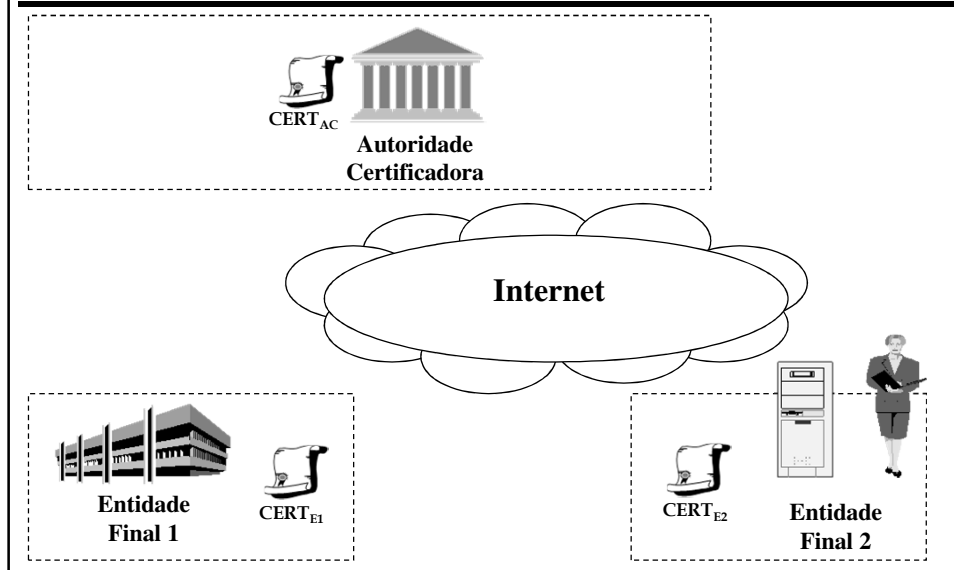 CERT_AC
Autoridade
Certificadora
Internet
Entidade
Final 1
CERT_E1
CERT_E2
Entidade
Final 2